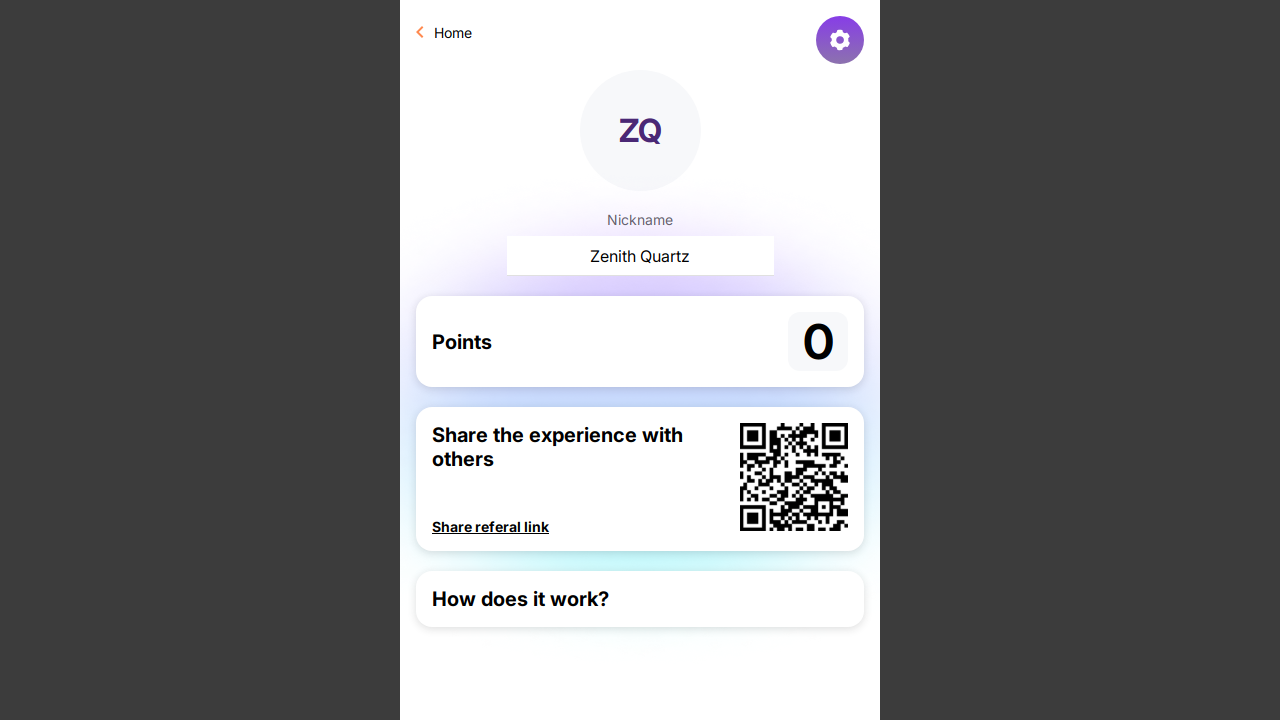 Home
ZQ
Nickname
Zenith Quartz
Points
0
Share the experience with
others
Share referal link
How does it work?